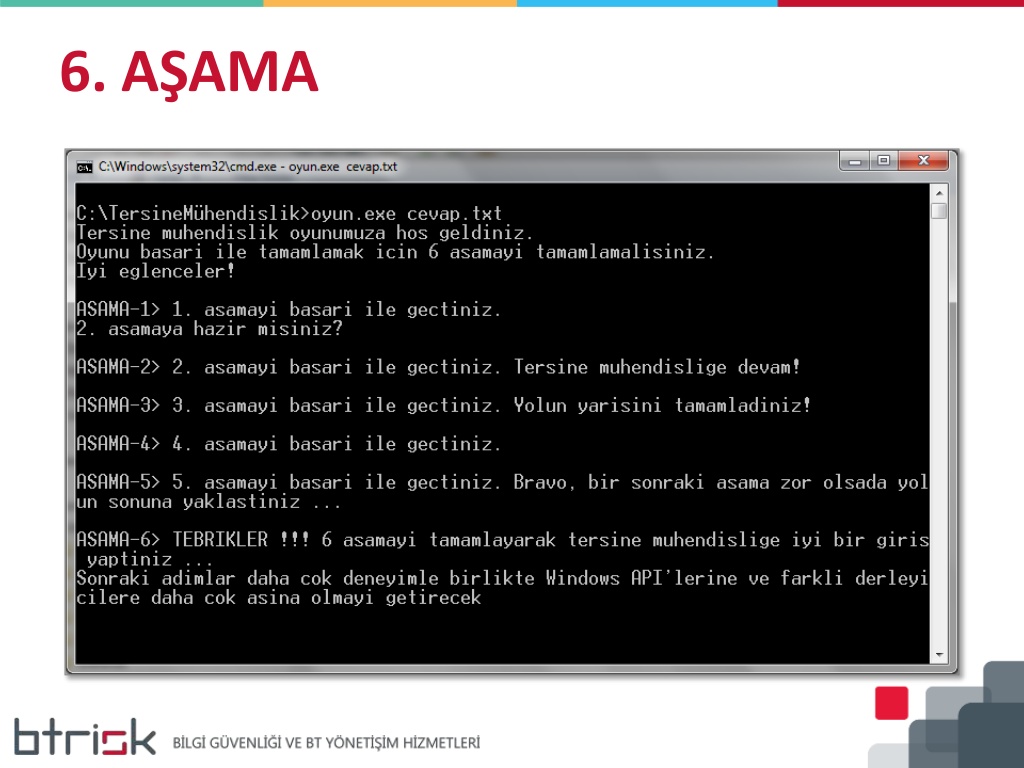 6. AŞAMA
C:\Windows\system32\cmd.exe - oyun.exe cevap.txt
C:\TersineMühendislik>oyun.exe cevap.txt
Tersine muhendislik oyunumuza hos geldiniz.
Oyunu basari ile tamamlamak icin 6 asamayi tamamlamalisiniz.
Iyi eglenceler!
ASAMA-1> 1. asamayi basari ile gectiniz.
2. asamaya hazir misiniz?
ASAMA-2> 2. asamayi basari ile gectiniz. Tersine muhendislige devam!
ASAMA-3> 3. asamayi basari ile gectiniz. Yolun yarisini tamamladiniz!
ASAMA-4> 4. asamayi basari ile gectiniz.
ASAMA-5> 5. asamayi basari ile gectiniz. Bravo, bir sonraki asama zor olsada yol
un sonuna yaklastiniz ...
ASAMA-6> TEBRIKLER !!! 6 asamayi tamamlayarak tersine muhendislige iyi bir giris
yaptiniz ...
Sonraki adimlar daha cok deneyimle birlikte Windows API'lerine ve farkli derleyi
cilere daha cok asina olmayi getirecek
btrisk BİLGİ GÜVENLİĞİ VE BT YÖNETİŞİM HİZMETLERİ